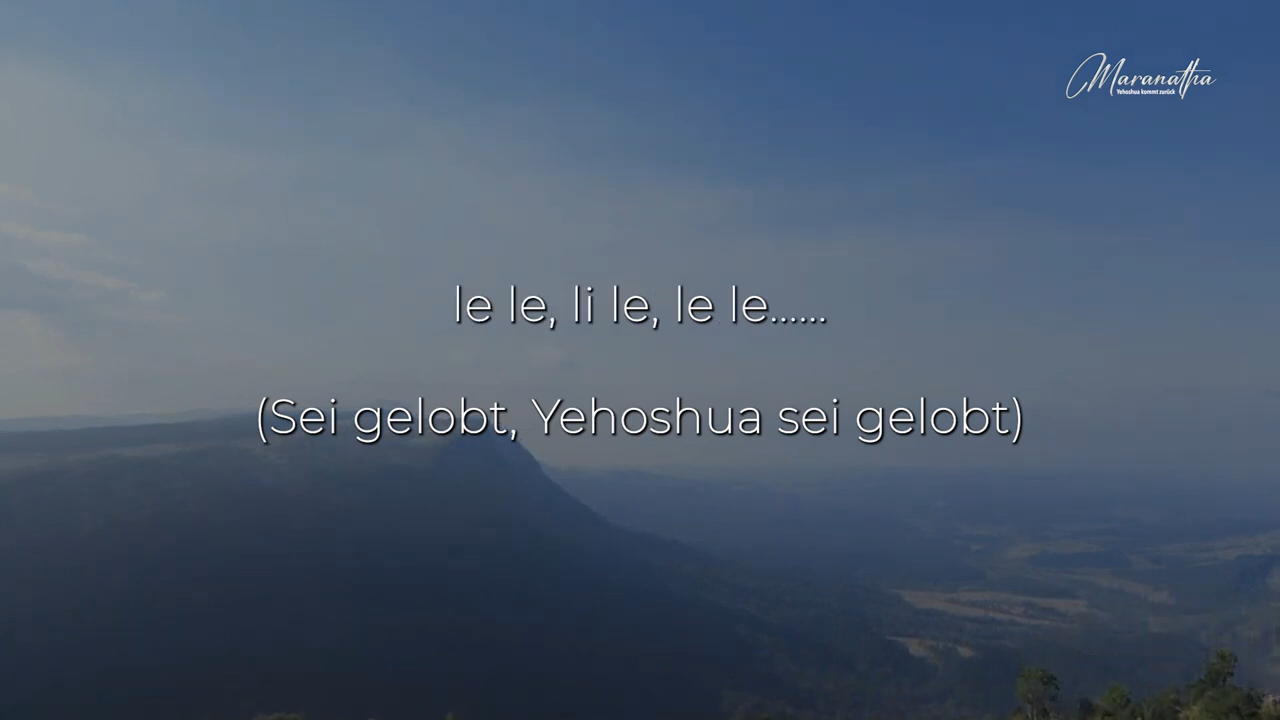 Maranatha
Yehoshua kommt zurück
le le, li le, le le......
(Sei gelobt, Yehoshua sei gelobt)